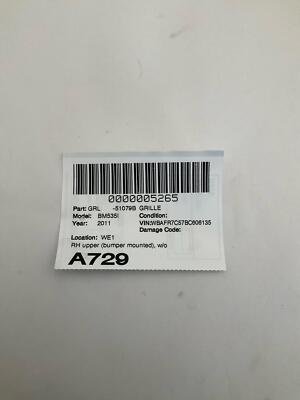 0000005265
Part: GRL -51079B GRILLE
Model: BM535I Condition:
Year: 2011 VIN:WBAFR7C57BC606135
Damage Code:
Location: WE1
RH upper (bumper mounted), w/o
A729